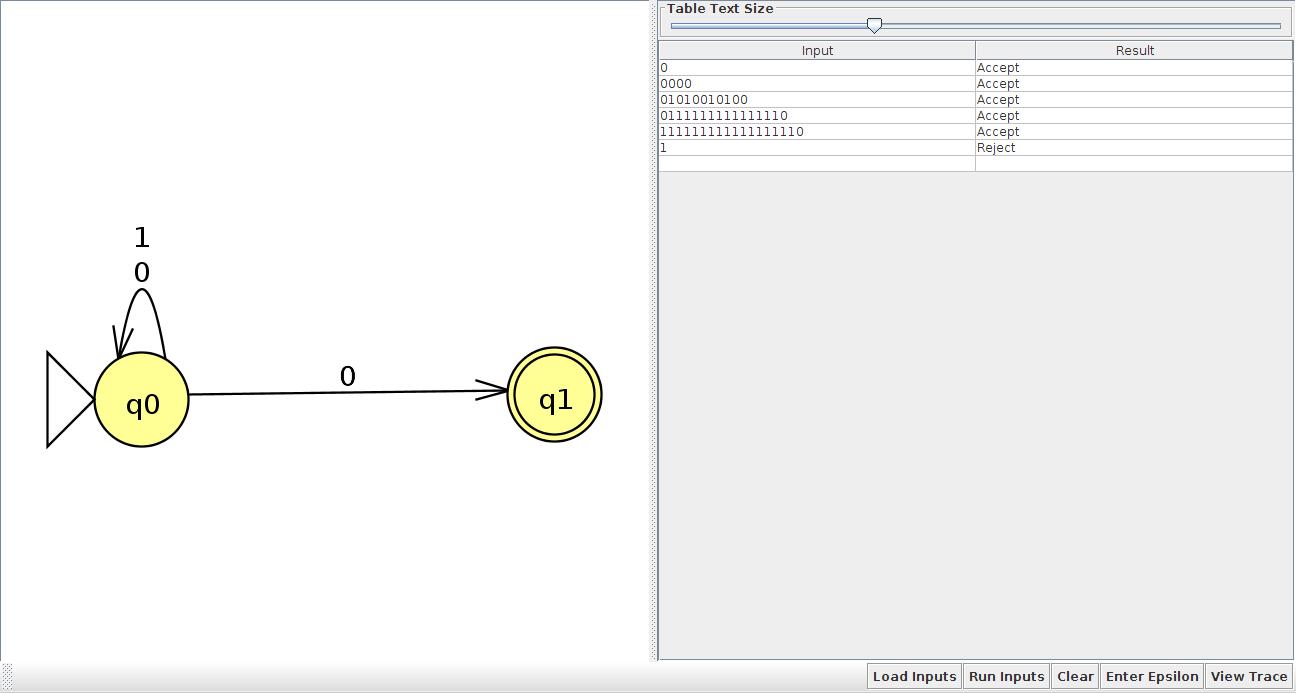 1
0
0
q0
q1
Table Text Size
Input Result
0 Accept
0000 Accept
01010010100 Accept
0111111111111110 Accept
111111111111111110 Accept
1 Reject
Load Inputs Run Inputs Clear Enter Epsilon View Trace